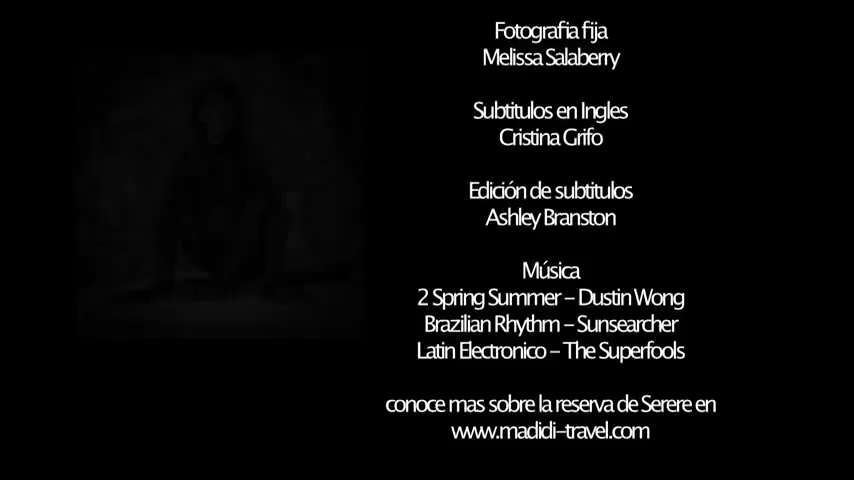 Fotografia fija
Melissa Salaberry
Subtitulos en Ingles
Cristina Grifo
Edición de subtitulos
Ashley Branston
Música
2 Spring Summer – Dustin Wong
Brazilian Rhythm – Sunsearcher
Latin Electronico – The Superfools
conoce mas sobre la reserva de Serere en
www.madidi-travel.com